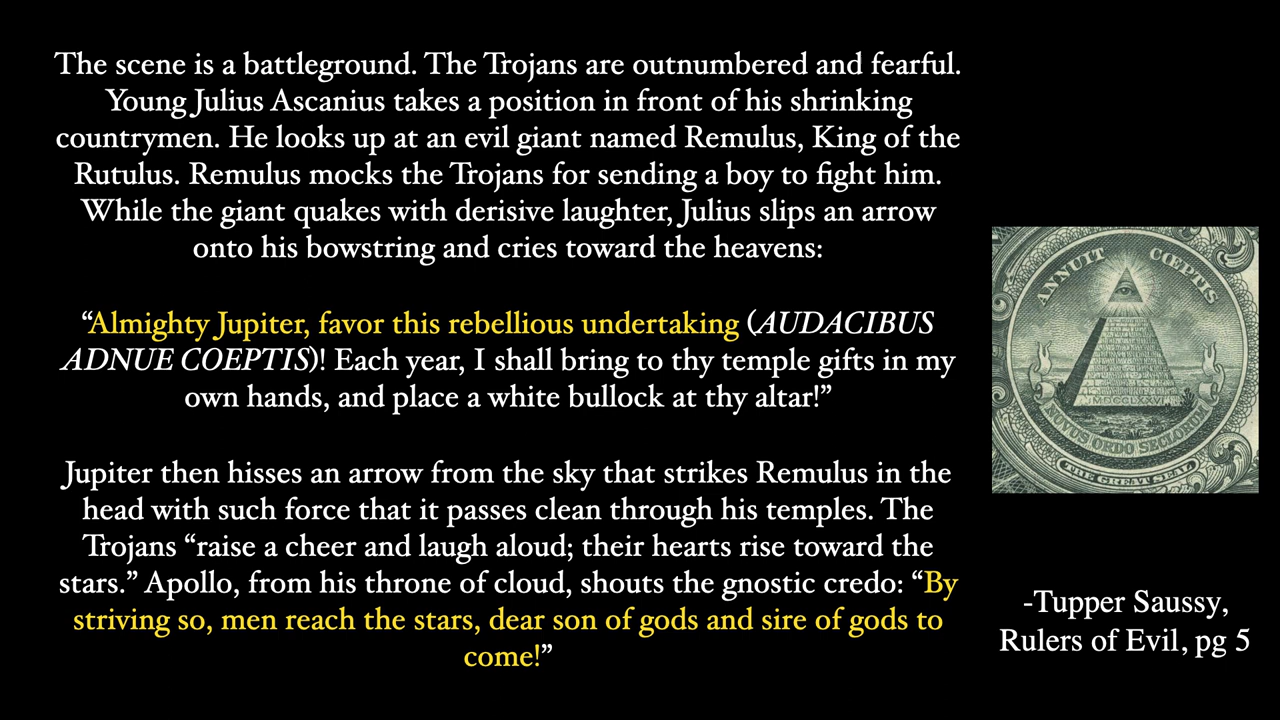 The scene is a battleground. The Trojans are outnumbered and fearful.
Young Julius Ascanius takes a position in front of his shrinking
countrymen. He looks up at an evil giant named Remulus, King of the
Rutulus. Remulus mocks the Trojans for sending a boy to fight him.
While the giant quakes with derisive laughter, Julius slips an arrow
onto his bowstring and cries toward the heavens:
“Almighty Jupiter, favor this rebellious undertaking (AUDACIBUS
ADNUE COEPTIS)! Each year, I shall bring to thy temple gifts in my
own hands, and place a white bullock at thy altar!”
Jupiter then hisses an arrow from the sky that strikes Remulus in the
head with such force that it passes clean through his temples. The
Trojans “raise a cheer and laugh aloud; their hearts rise toward the
stars.” Apollo, from his throne of cloud, shouts the gnostic credo: “By
striving so, men reach the stars, dear son of gods and sire of gods to
come!”
ANNUIT CŒPTIS
MDCCLXXVI
NOVUS ORDO SECLORUM
THE GREAT SEAL
-Tupper Saussy,
Rulers of Evil, pg 5